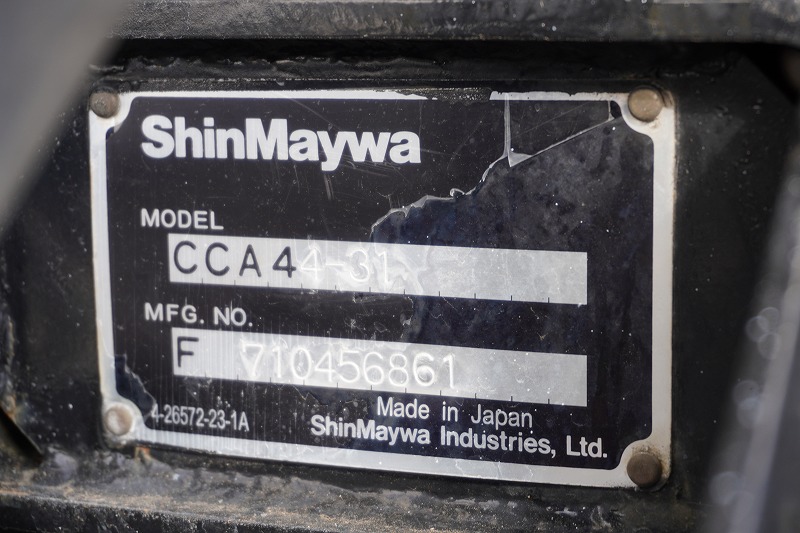 ShinMaywa
MODEL
CCA44-31
MFG. NO.
F 710456861
4-26572-23-1A
Made in Japan
ShinMaywa Industries, Ltd.